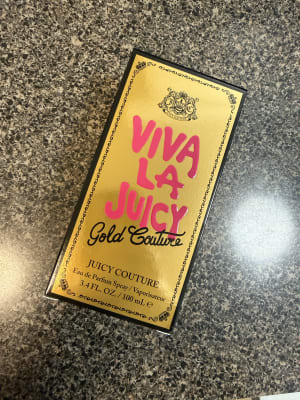 VIVA
LA
JUICY
Gold Couture
JUICY COUTURE
Eau de Parfum Spray / Vaporisateur
3.4 FL. OZ. / 100 mL ℮